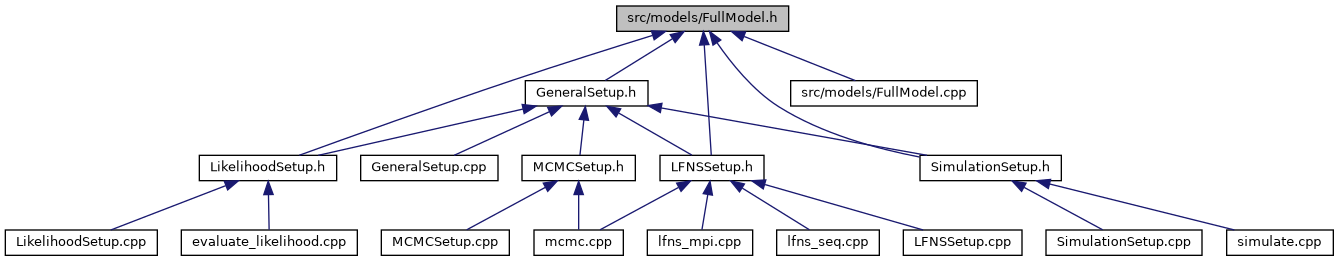 src/models/FullModel.h
GeneralSetup.h
src/models/FullModel.cpp
LikelihoodSetup.h
GeneralSetup.cpp
MCMCSetup.h
LFNSSetup.h
SimulationSetup.h
LikelihoodSetup.cpp
evaluate_likelihood.cpp
MCMCSetup.cpp
mcmc.cpp
lfns_mpi.cpp
lfns_seq.cpp
LFNSSetup.cpp
SimulationSetup.cpp
simulate.cpp